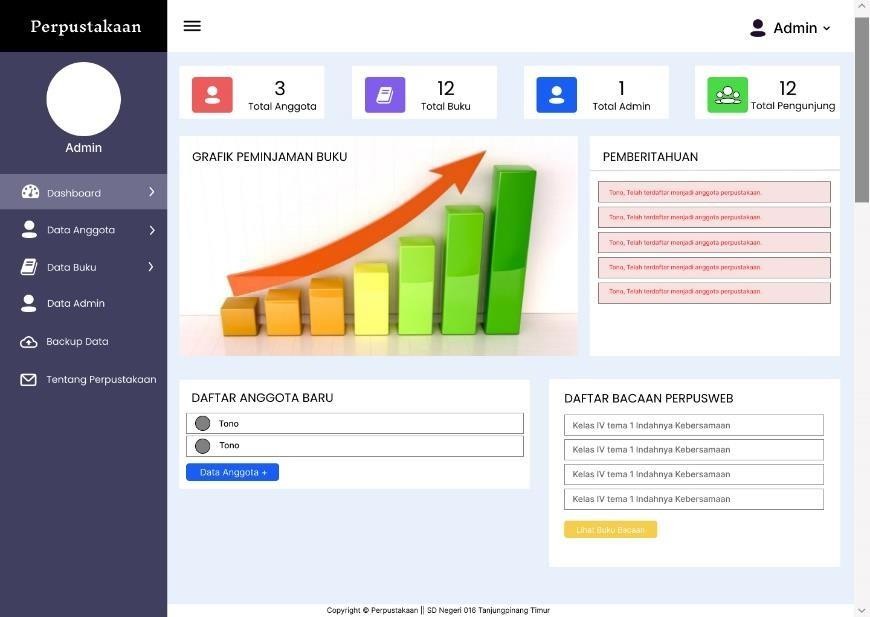 Perpustakaan
Admin
Admin
Dashboard
Data Anggota
Data Buku
Data Admin
Backup Data
Tentang Perpustakaan
3
Total Anggota
12
Total Buku
1
Total Admin
12
Total Pengunjung
GRAFIK PEMINJAMAN BUKU
PEMBERITAHUAN
Tono, Telah terdaftar menjadi anggota perpustakaan.
Tono, Telah terdaftar menjadi anggota perpustakaan.
Tono, Telah terdaftar menjadi anggota perpustakaan.
Tono, Telah terdaftar menjadi anggota perpustakaan.
Tono, Telah terdaftar menjadi anggota perpustakaan.
DAFTAR ANGGOTA BARU
Tono
Tono
Data Anggota +
DAFTAR BACAAN PERPUSWEB
Kelas IV tema 1 Indahnya Kebersamaan
Kelas IV tema 1 Indahnya Kebersamaan
Kelas IV tema 1 Indahnya Kebersamaan
Kelas IV tema 1 Indahnya Kebersamaan
Lihat Buku Bacaan
Copyright © Perpustakaan || SD Negeri 016 Tanjungpinang Timur